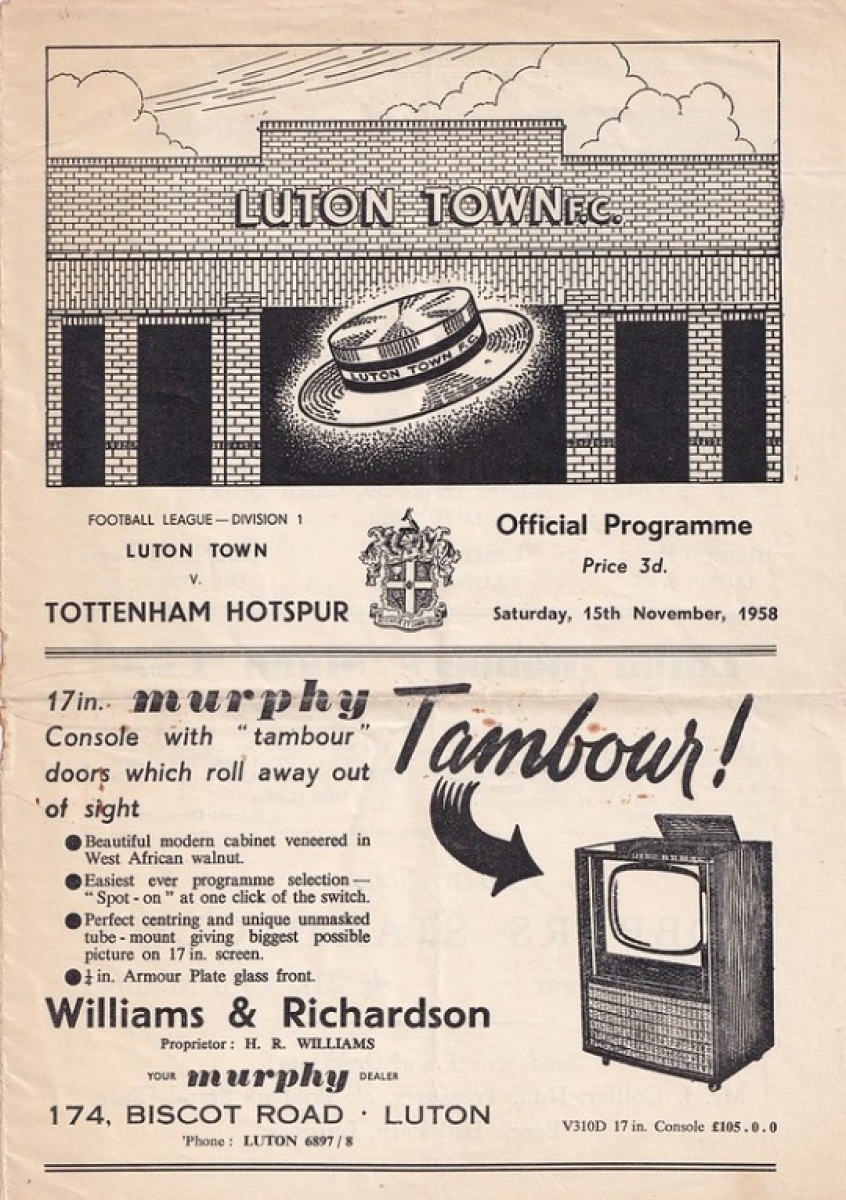 LUTON TOWN F.C.
LUTON TOWN F.C.
FOOTBALL LEAGUE — DIVISION 1
LUTON TOWN
v.
TOTTENHAM HOTSPUR
Official Programme
Price 3d.
Saturday, 15th November, 1958
17 in. murphy
Console with "tambour"
doors which roll away out
of sight
Tambour!
● Beautiful modern cabinet veneered in
West African walnut.
● Easiest ever programme selection —
"Spot - on" at one click of the switch.
● Perfect centring and unique unmasked
tube - mount giving biggest possible
picture on 17 in. screen.
● in. Armour Plate glass front.
Williams & Richardson
Proprietor : H. R. WILLIAMS
YOUR murphy DEALER
174, BISCOT ROAD · LUTON
'Phone : LUTON 6897 / 8
V310D 17 in. Console £105 . 0 . 0